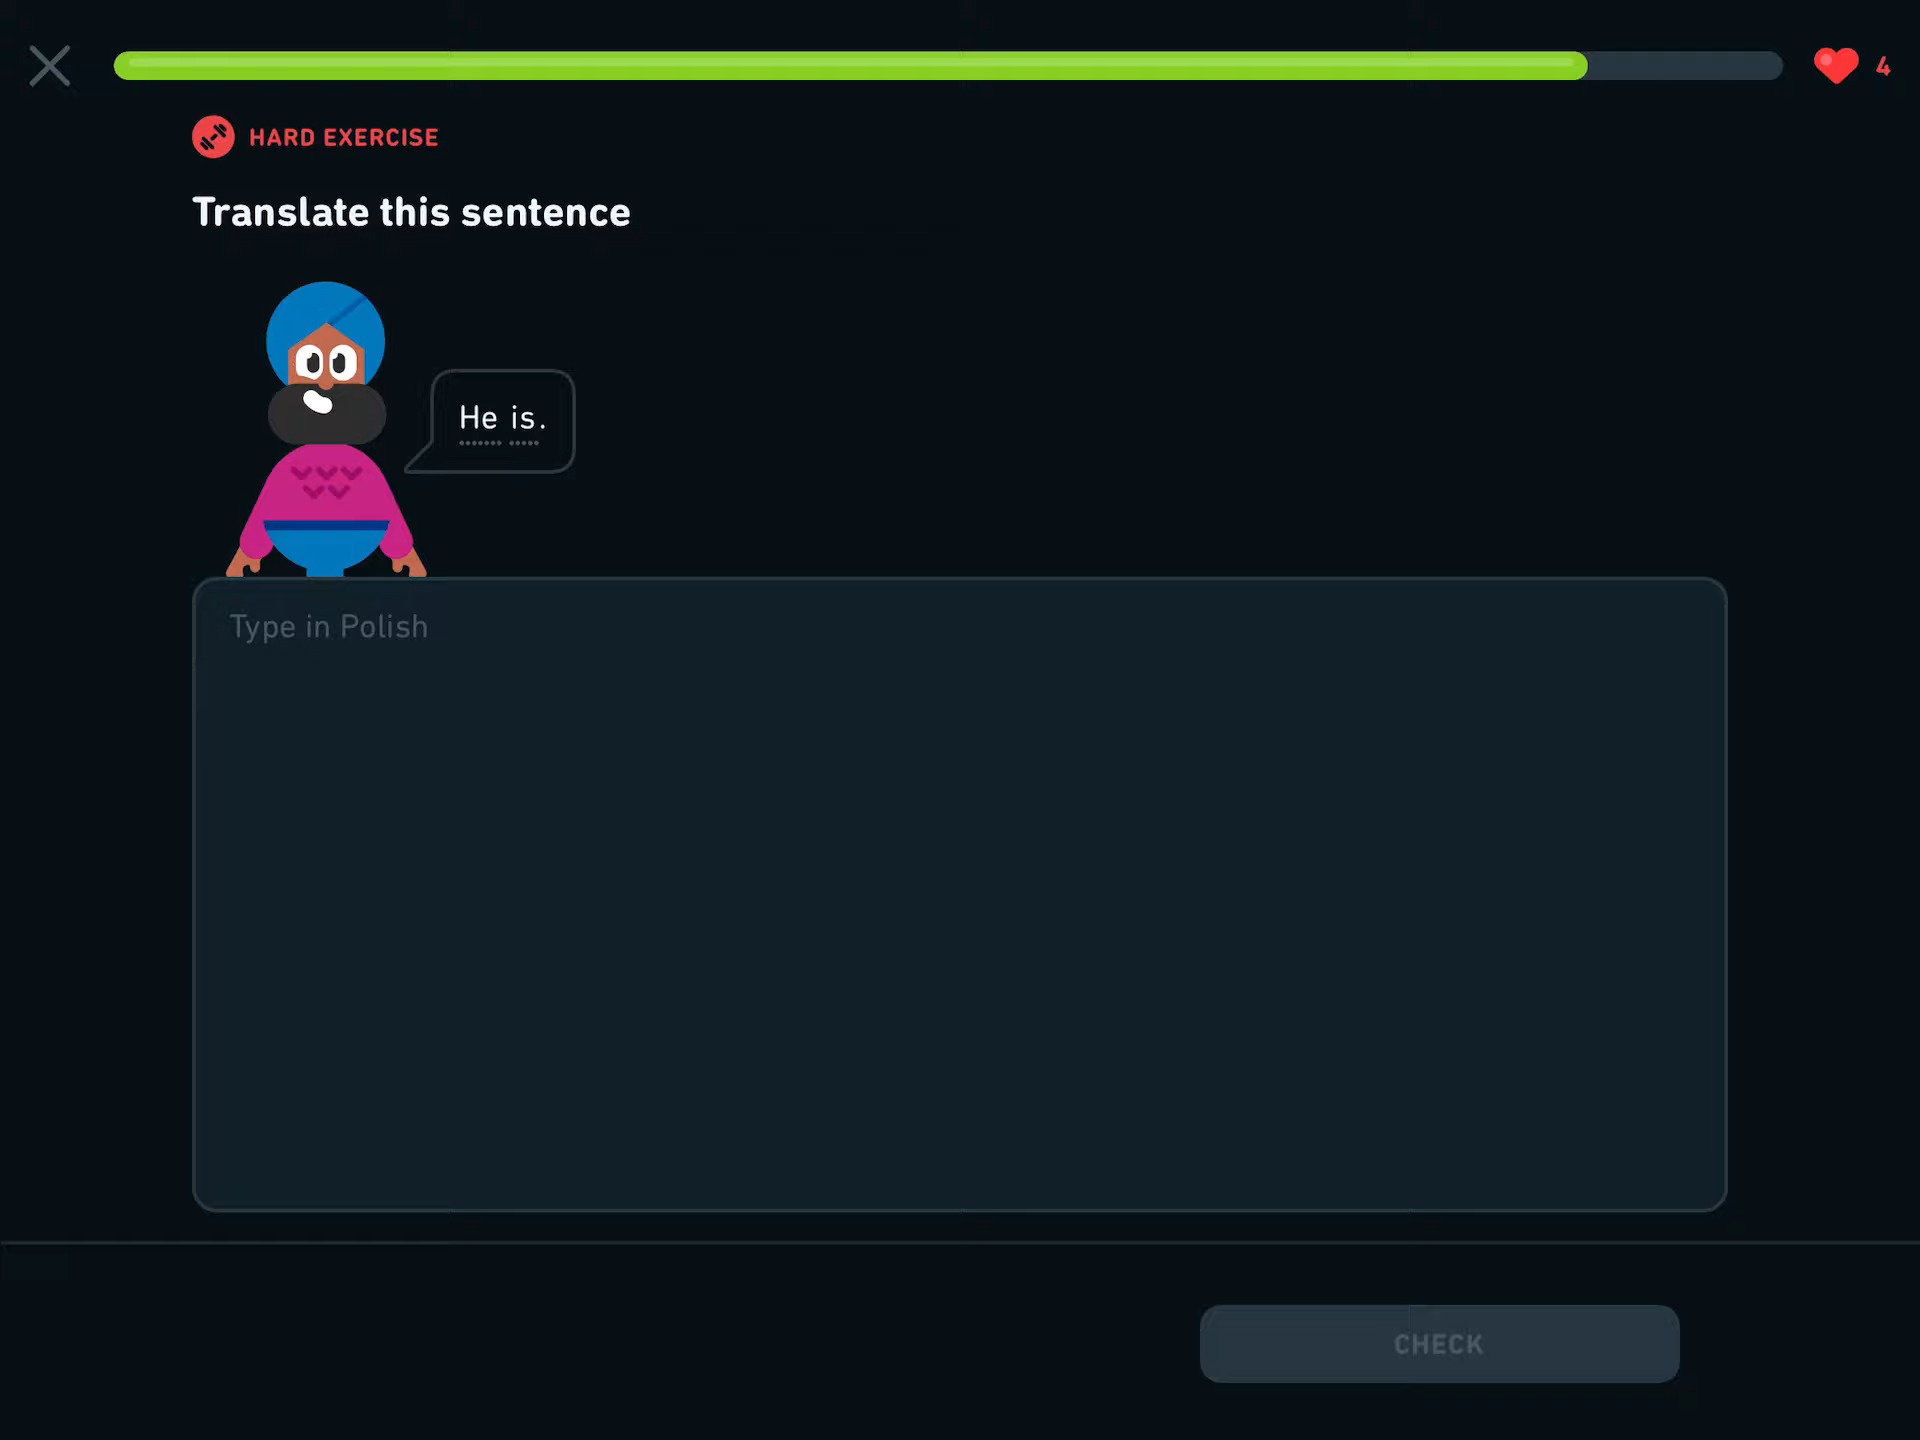 4
HARD EXERCISE
Translate this sentence
He is.
Type in Polish
CHECK